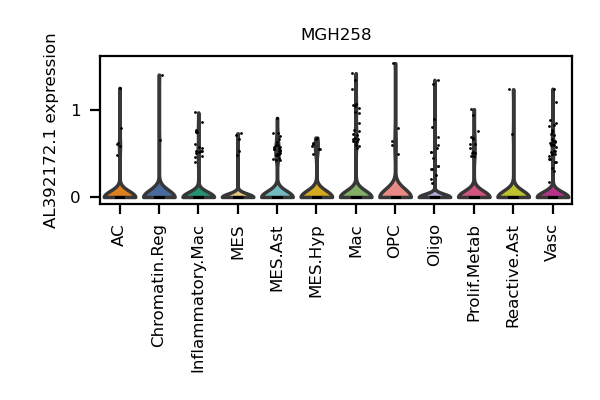 MGH258
AL392172.1 expression
1
0
AC
Chromatin.Reg
Inflammatory.Mac
MES
MES.Ast
MES.Hyp
Mac
OPC
Oligo
Prolif.Metab
Reactive.Ast
Vasc